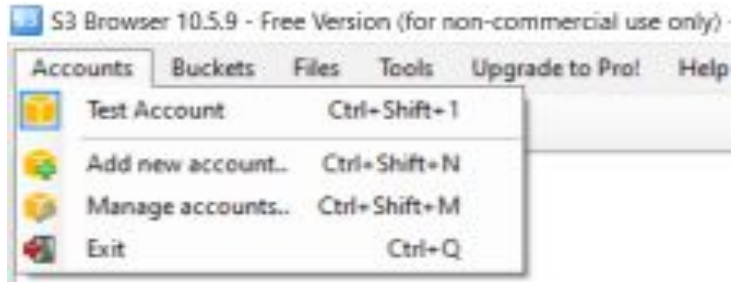 S3 Browser 10.5.9 - Free Version (for non-commercial use only) -
Accounts Buckets Files Tools Upgrade to Pro! Help
Test Account Ctrl+Shift+1
Add new account.. Ctrl+Shift+N
Manage accounts.. Ctrl+Shift+M
Exit Ctrl+Q